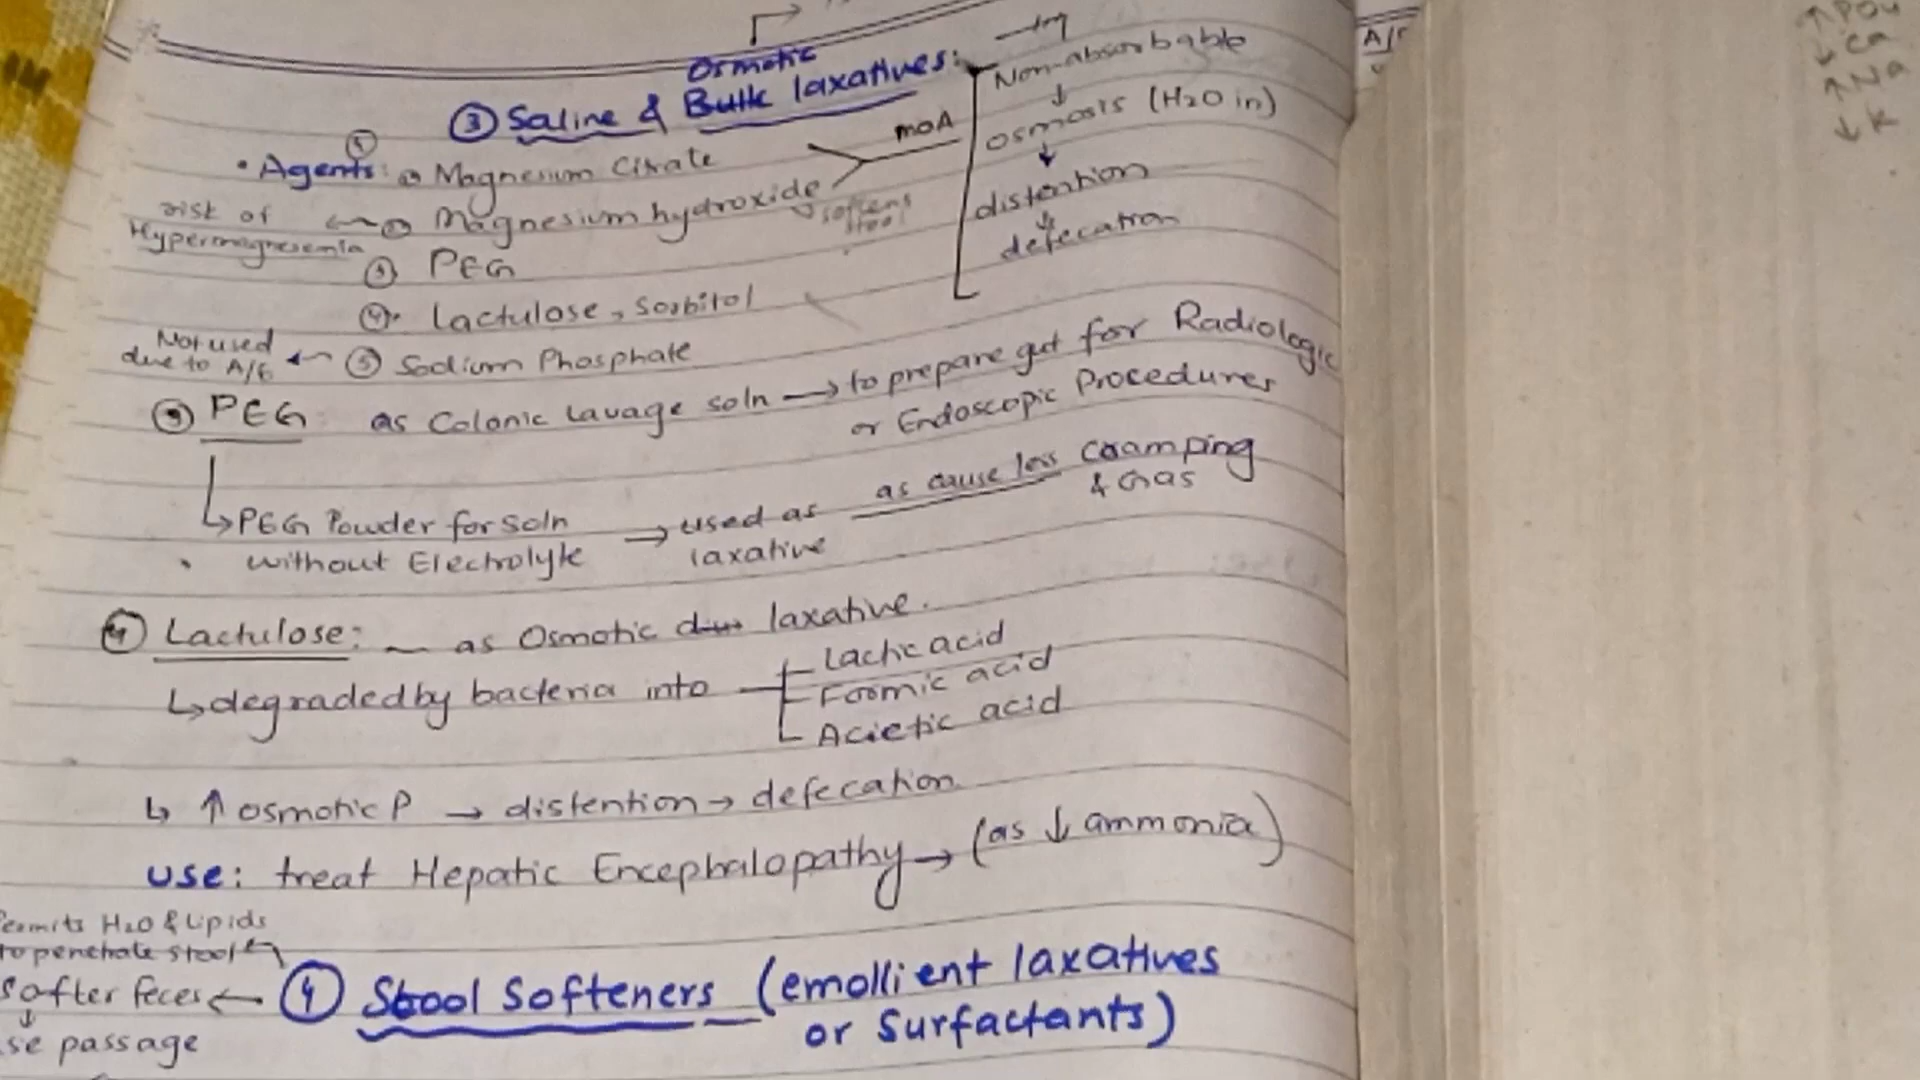 Osmotic
③ Saline & Bulk laxatives:
Non-absorbable
↓
osmosis (H2O in)
↓
distention
↓
defecation
MOA
• Agents: ① Magnesium Citrate
② Magnesium hydroxide
softens
stool
risk of
Hypermagnesemia
③ PEG
④ Lactulose, Sorbitol
Not used
due to A/E
⑤ Sodium Phosphate
③ PEG: as Colonic Lavage soln → to prepare gut for Radiologic
or Endoscopic Procedures
↳ PEG Powder for soln
without Electrolyte
→ used as
laxative
as cause less cramping
& Gas
④ Lactulose: as Osmotic laxative.
↳ degraded by bacteria into
Lactic acid
Formic acid
Acietic acid
↳ ↑ osmotic P → distention → defecation
use: treat Hepatic Encephalopathy → (as ↓ ammonia)
Permits H2O & Lipids
to penetrate stool
softer feces ← ④ Stool Softeners (emollient laxatives
or Surfactants)
↓
passage
A/E
↑ PO4
↓ Ca
↑ Na
↓ K